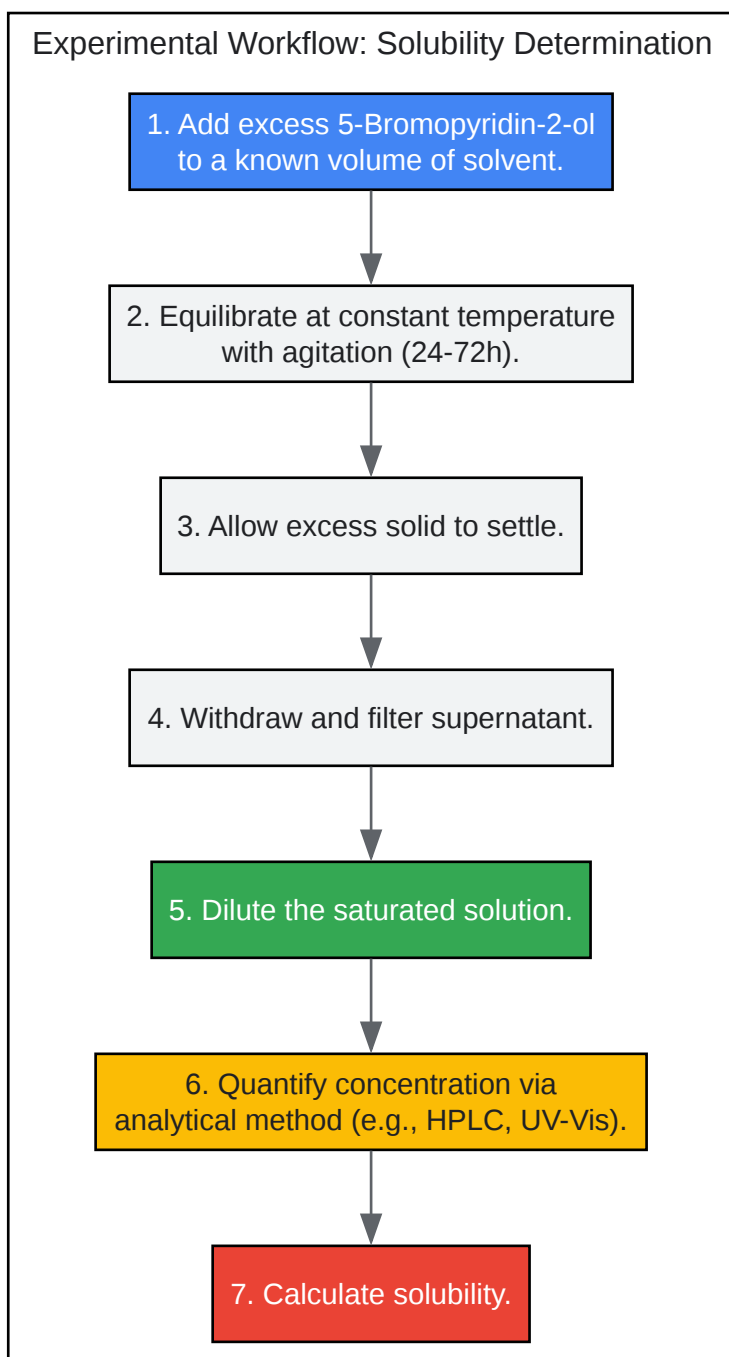 Experimental Workflow: Solubility Determination
1. Add excess 5-Bromopyridin-2-ol
to a known volume of solvent.
2. Equilibrate at constant temperature
with agitation (24-72h).
3. Allow excess solid to settle.
4. Withdraw and filter supernatant.
5. Dilute the saturated solution.
6. Quantify concentration via
analytical method (e.g., HPLC, UV-Vis).
7. Calculate solubility.